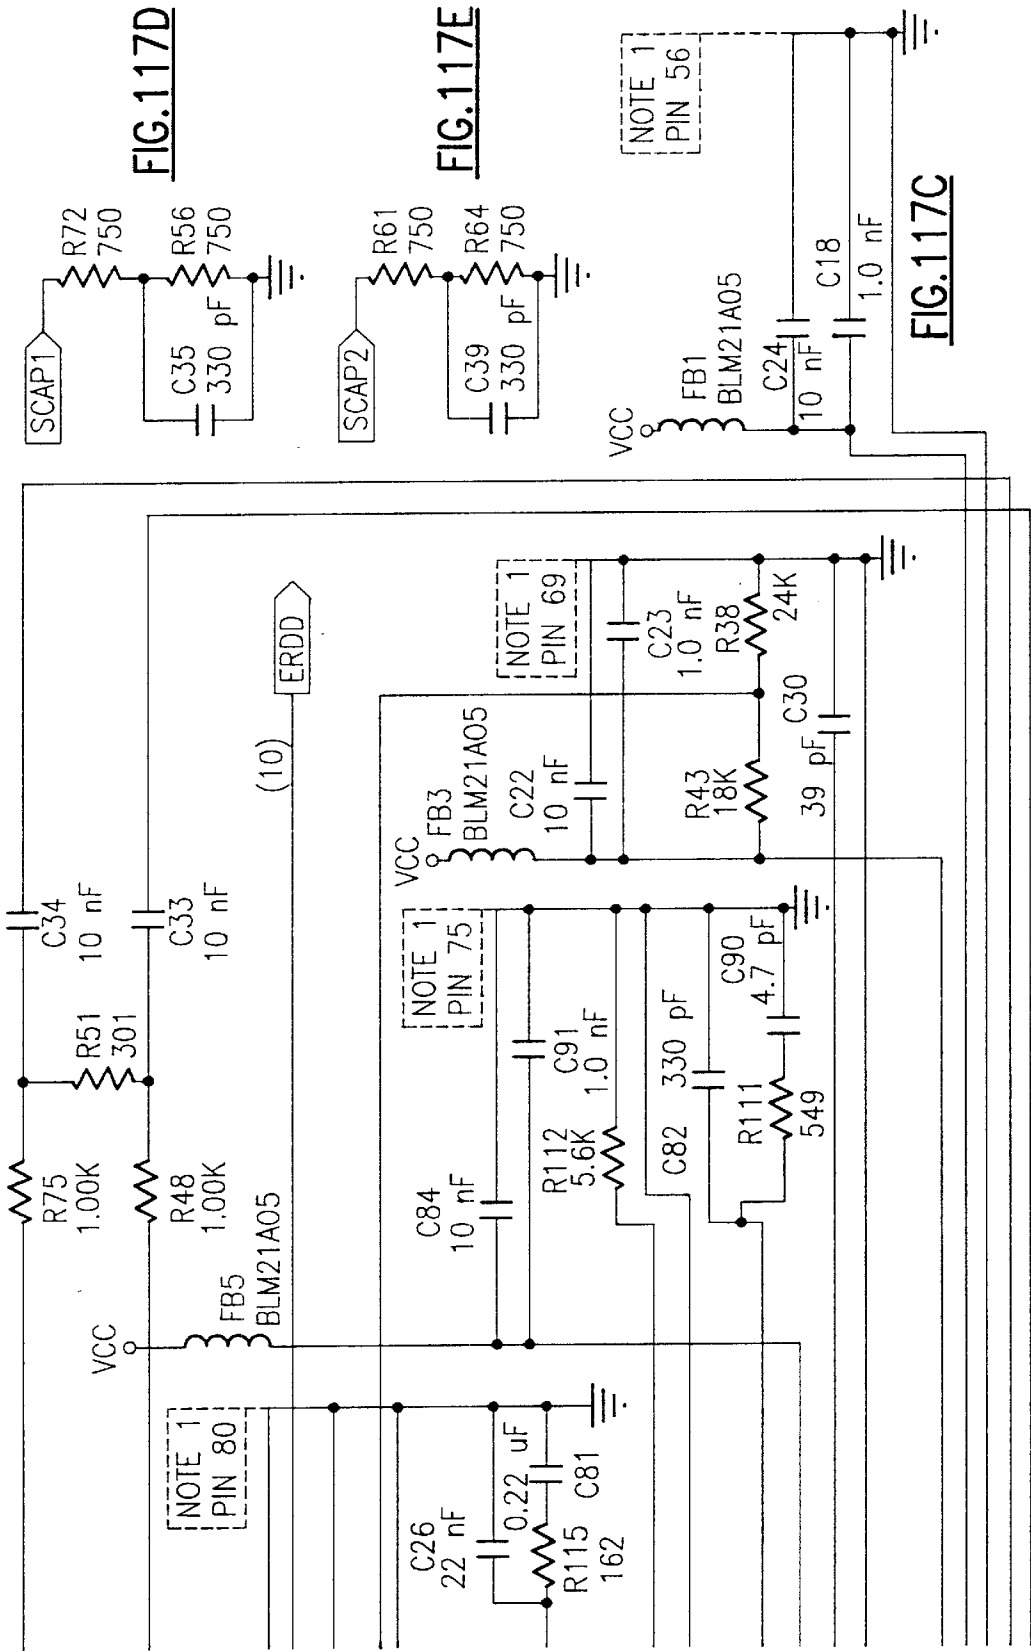 FIG.117D
SCAP1
R72
750
R56
750
C35
330 pF
FIG.117E
SCAP2
R61
750
R64
750
C39
330 pF
NOTE 1
PIN 56
VCC
FB1
BLM21A05
C24
10 nF
C18
1.0 nF
FIG.117C
C34
10 nF
C33
10 nF
R51
301
R75
1.00K
R48
1.00K
(10)
ERDD
NOTE 1
PIN 69
VCC
FB3
BLM21A05
C22
10 nF
C23
1.0 nF
R43
18K
R38
24K
C30
39 pF
NOTE 1
PIN 75
VCC
FB5
BLM21A05
C84
10 nF
C91
1.0 nF
R112
5.6K
C82
330 pF
C90
4.7 pF
R111
549
NOTE 1
PIN 80
C26
22 nF
0.22 uF
C81
R115
162